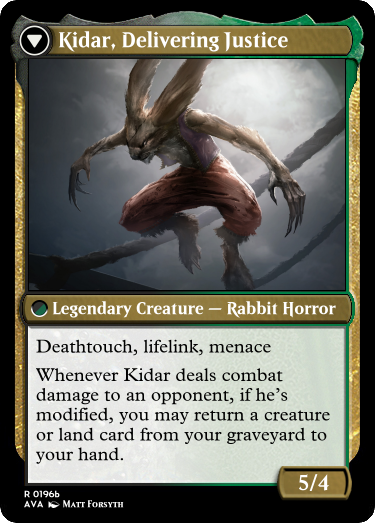 Kidar, Delivering Justice
Legendary Creature — Rabbit Horror
Deathtouch, lifelink, menace
Whenever Kidar deals combat
damage to an opponent, if he's
modified, you may return a creature
or land card from your graveyard to
your hand.
5/4
R 0196b
AVA Matt Forsyth